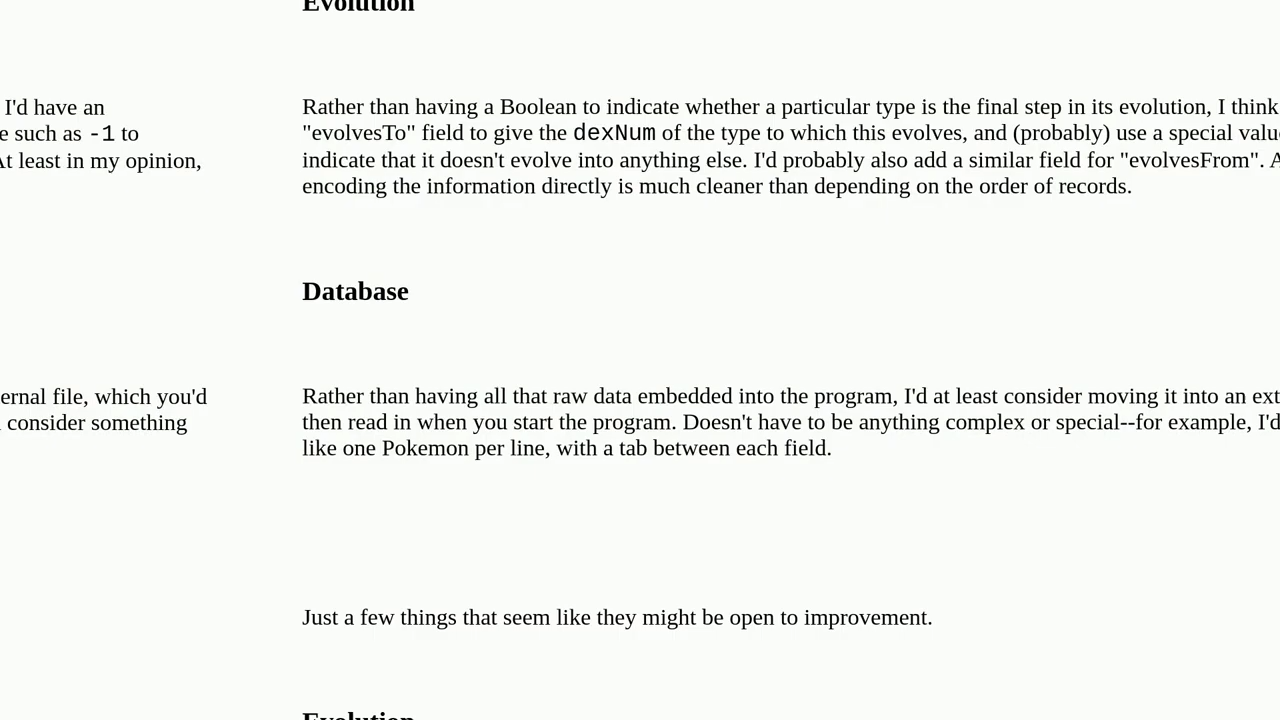 Evolution
I'd have an
e such as -1 to
At least in my opinion,
Rather than having a Boolean to indicate whether a particular type is the final step in its evolution, I think
"evolvesTo" field to give the dexNum of the type to which this evolves, and (probably) use a special valu
indicate that it doesn't evolve into anything else. I'd probably also add a similar field for "evolvesFrom". A
encoding the information directly is much cleaner than depending on the order of records.
Database
ernal file, which you'd
consider something
Rather than having all that raw data embedded into the program, I'd at least consider moving it into an ext
then read in when you start the program. Doesn't have to be anything complex or special--for example, I'd
like one Pokemon per line, with a tab between each field.
Just a few things that seem like they might be open to improvement.
Evolution